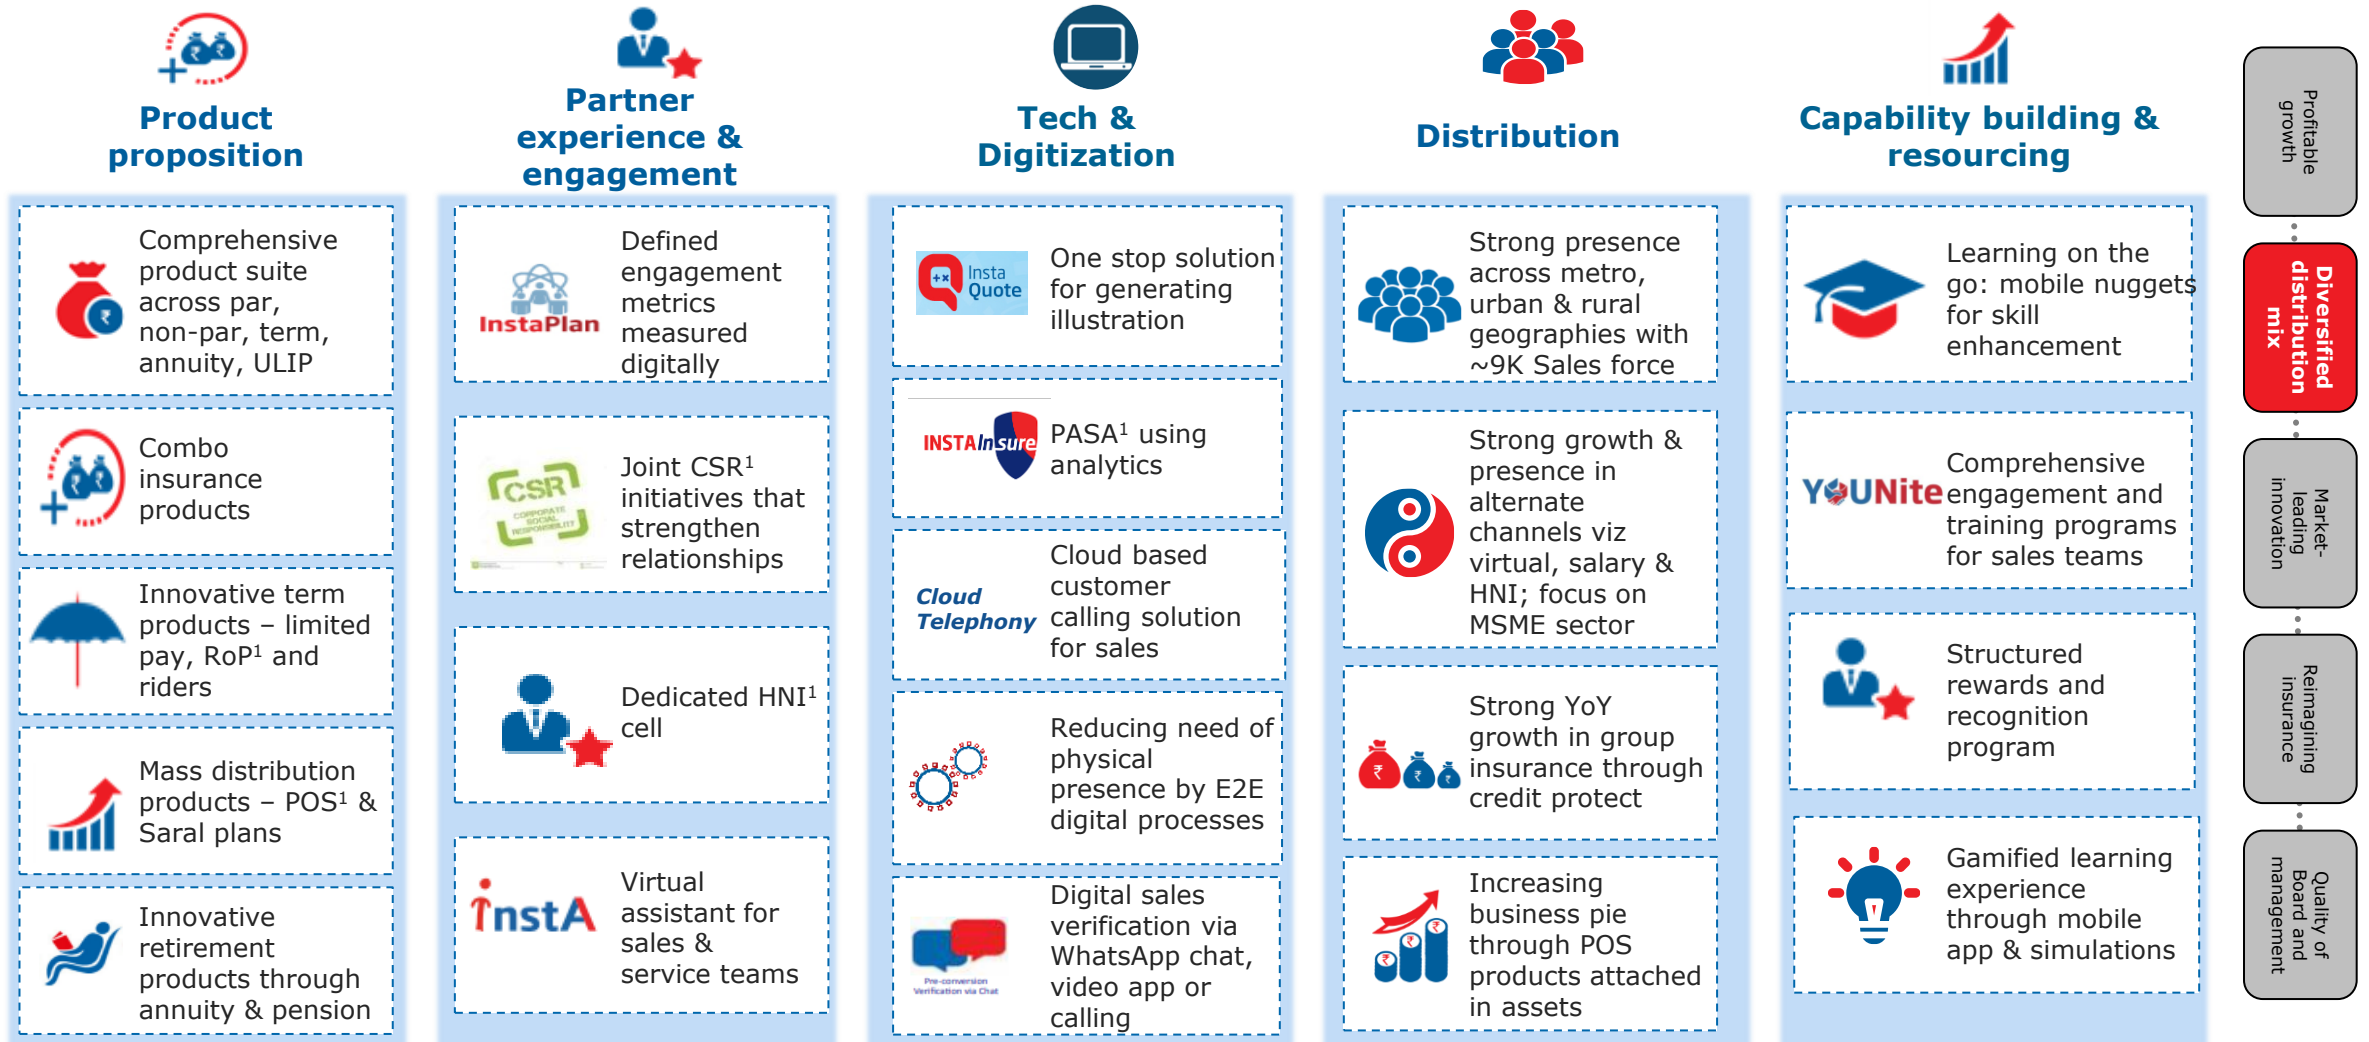 Product
proposition
Comprehensive
product suite
across par,
non-par, term,
annuity, ULIP
Combo
insurance
products
Innovative term
products – limited
pay, RoP¹ and
riders
Mass distribution
products – POS¹ &
Saral plans
Innovative
retirement
products through
annuity & pension
Partner
experience &
engagement
InstaPlan
Defined
engagement
metrics
measured
digitally
CSR
CORPORATE
SOCIAL
RESPONSIBILITY
Joint CSR¹
initiatives that
strengthen
relationships
Dedicated HNI¹
cell
InstA
Virtual
assistant for
sales &
service teams
Tech &
Digitization
Insta
Quote
One stop solution
for generating
illustration
INSTAInsure
PASA¹ using
analytics
Cloud
Telephony
Cloud based
customer
calling solution
for sales
Reducing need of
physical
presence by E2E
digital processes
Pre-conversion
Verification via Chat
Digital sales
verification via
WhatsApp chat,
video app or
calling
Distribution
Strong presence
across metro,
urban & rural
geographies with
~9K Sales force
Strong growth &
presence in
alternate
channels viz
virtual, salary &
HNI; focus on
MSME sector
Strong YoY
growth in group
insurance through
credit protect
Increasing
business pie
through POS
products attached
in assets
Capability building &
resourcing
Learning on the
go: mobile nuggets
for skill
enhancement
YOUNite
Comprehensive
engagement and
training programs
for sales teams
Structured
rewards and
recognition
program
Gamified learning
experience
through mobile
app & simulations
Profitable
growth
Diversified
distribution
mix
Market-
leading
innovation
Reimagining
insurance
Quality of
Board and
management